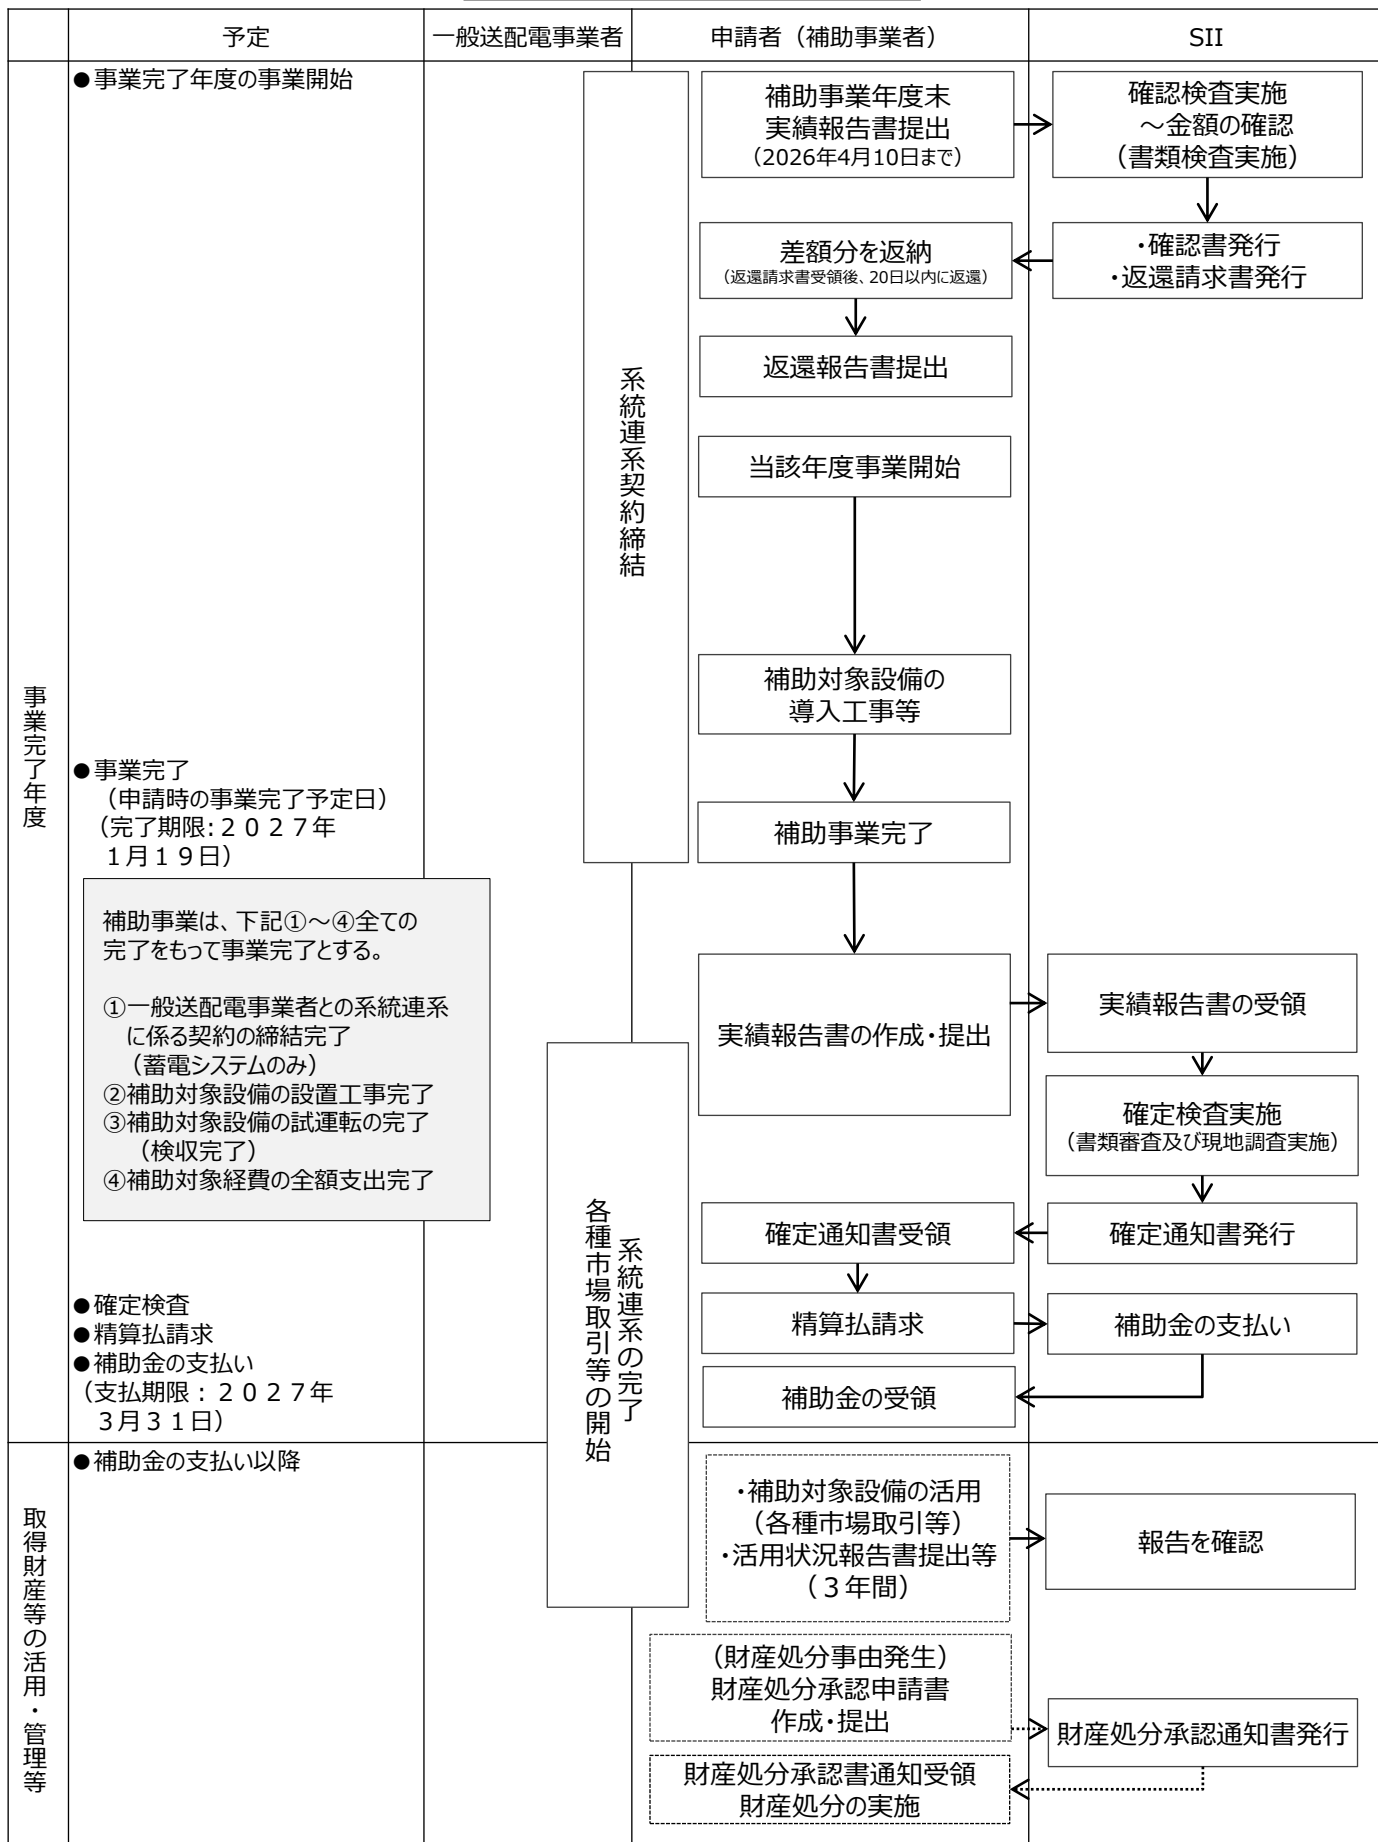 予定
一般送配電事業者
申請者（補助事業者）
SII
事業完了年度
●事業完了年度の事業開始
系統連系契約締結
補助事業年度末
実績報告書提出
（2026年4月10日まで）
確認検査実施
～金額の確認
（書類検査実施）
・確認書発行
・返還請求書発行
差額分を返納
（返還請求書受領後、20日以内に返還）
返還報告書提出
当該年度事業開始
補助対象設備の
導入工事等
●事業完了
（申請時の事業完了予定日）
（完了期限:２０２７年
１月１９日）
補助事業完了
補助事業は、下記①～④全ての
完了をもって事業完了とする。
①一般送配電事業者との系統連系
に係る契約の締結完了
（蓄電システムのみ）
②補助対象設備の設置工事完了
③補助対象設備の試運転の完了
（検収完了）
④補助対象経費の全額支出完了
実績報告書の作成・提出
実績報告書の受領
確定検査実施
（書類審査及び現地調査実施）
確定通知書発行
確定通知書受領
系統連系の完了
各種市場取引等の開始
●確定検査
●精算払請求
●補助金の支払い
（支払期限：２０２７年
３月３１日）
精算払請求
補助金の支払い
補助金の受領
取得財産等の活用・管理等
●補助金の支払い以降
・補助対象設備の活用
（各種市場取引等）
・活用状況報告書提出等
（３年間）
報告を確認
（財産処分事由発生）
財産処分承認申請書
作成・提出
財産処分承認通知書発行
財産処分承認書通知受領
財産処分の実施